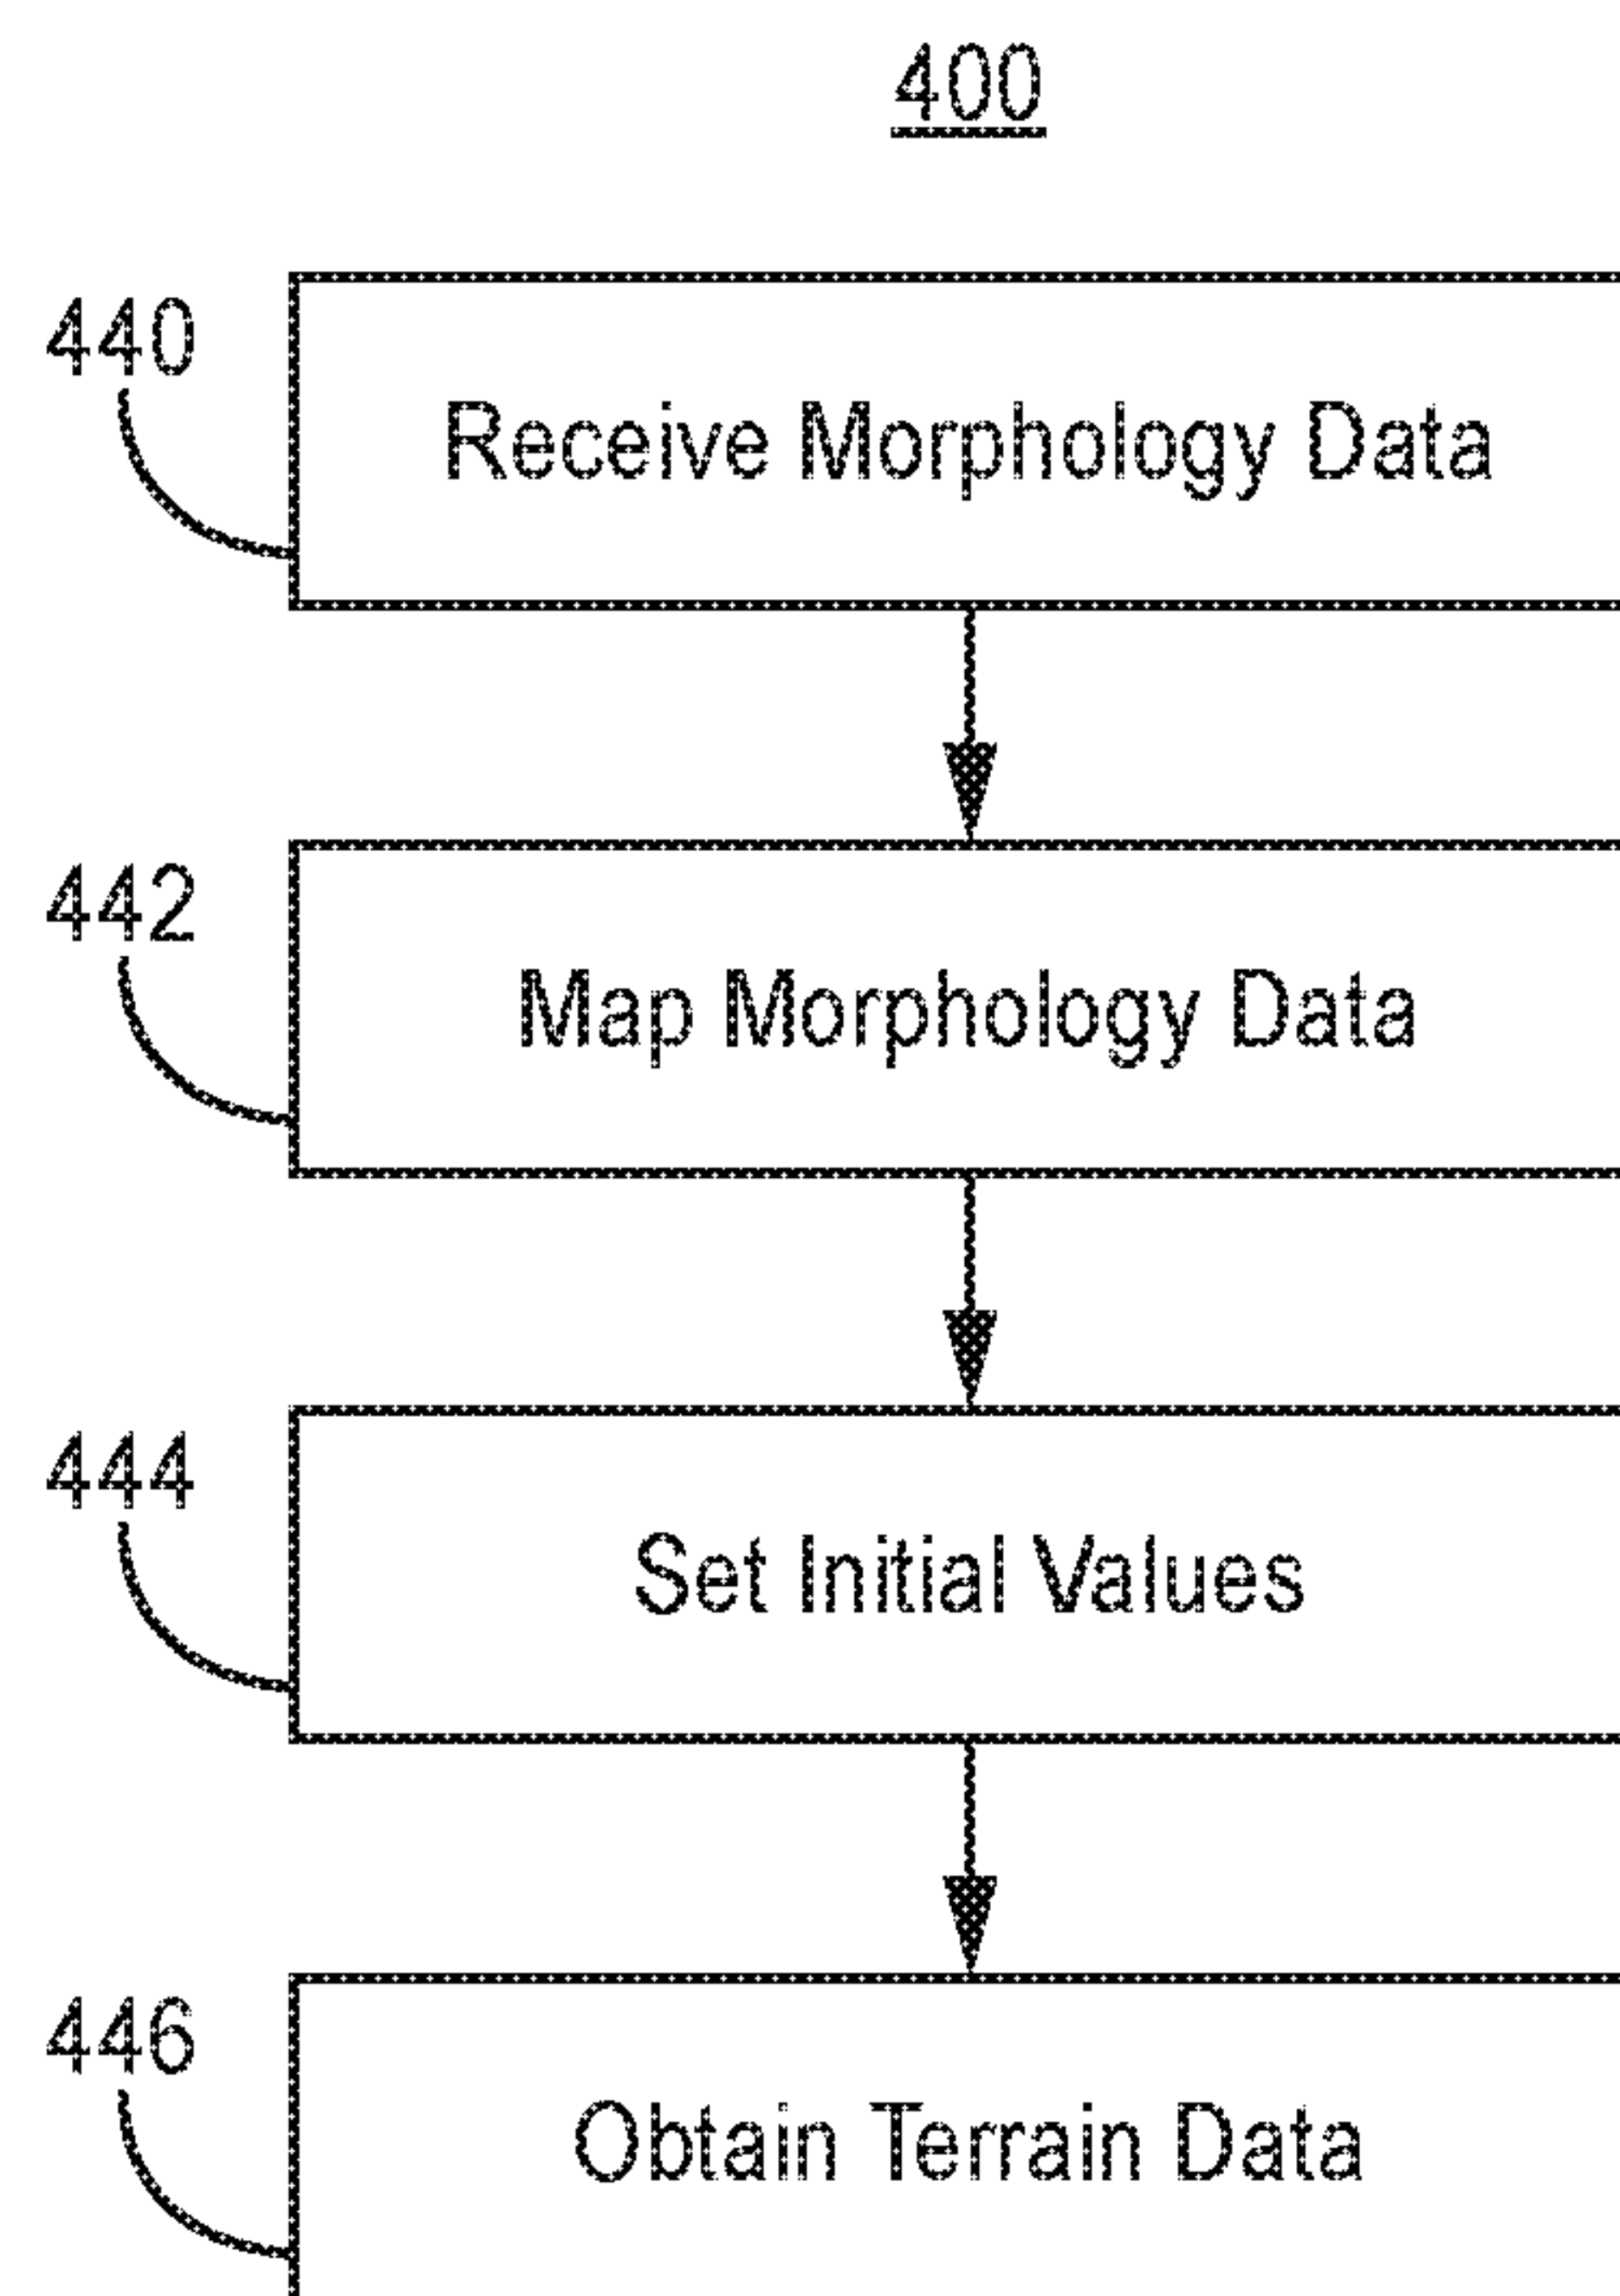 400
440
Receive Morphology Data
442
Map Morphology Data
444
Set Initial Values
446
Obtain Terrain Data